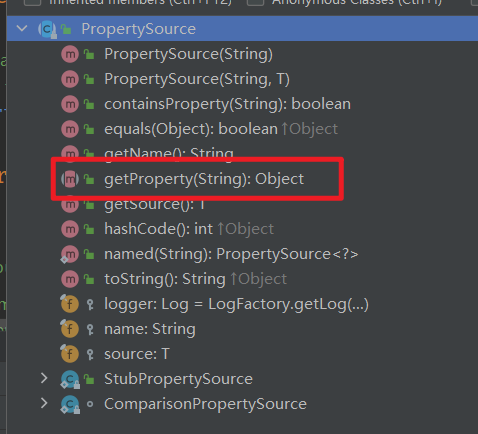 Inherited members (Ctrl+F12)
Anonymous Classes (Ctrl+I)
PropertySource
PropertySource(String)
PropertySource(String, T)
containsProperty(String): boolean
equals(Object): boolean ↑Object
getName(): String
getProperty(String): Object
getSource(): T
hashCode(): int ↑Object
named(String): PropertySource<?>
toString(): String ↑Object
logger: Log = LogFactory.getLog(...)
name: String
source: T
StubPropertySource
ComparisonPropertySource